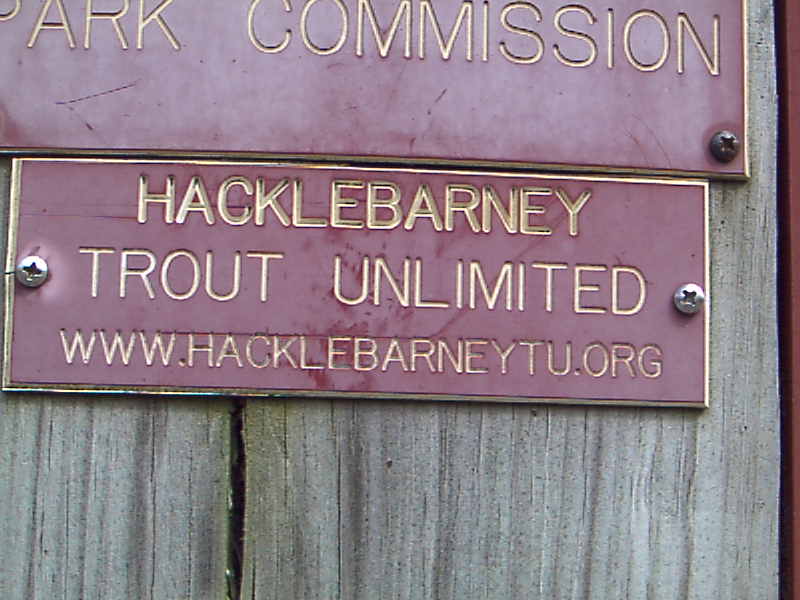 PARK COMMISSION
HACKLEBARNEY
TROUT UNLIMITED
WWW.HACKLEBARNEYTU.ORG